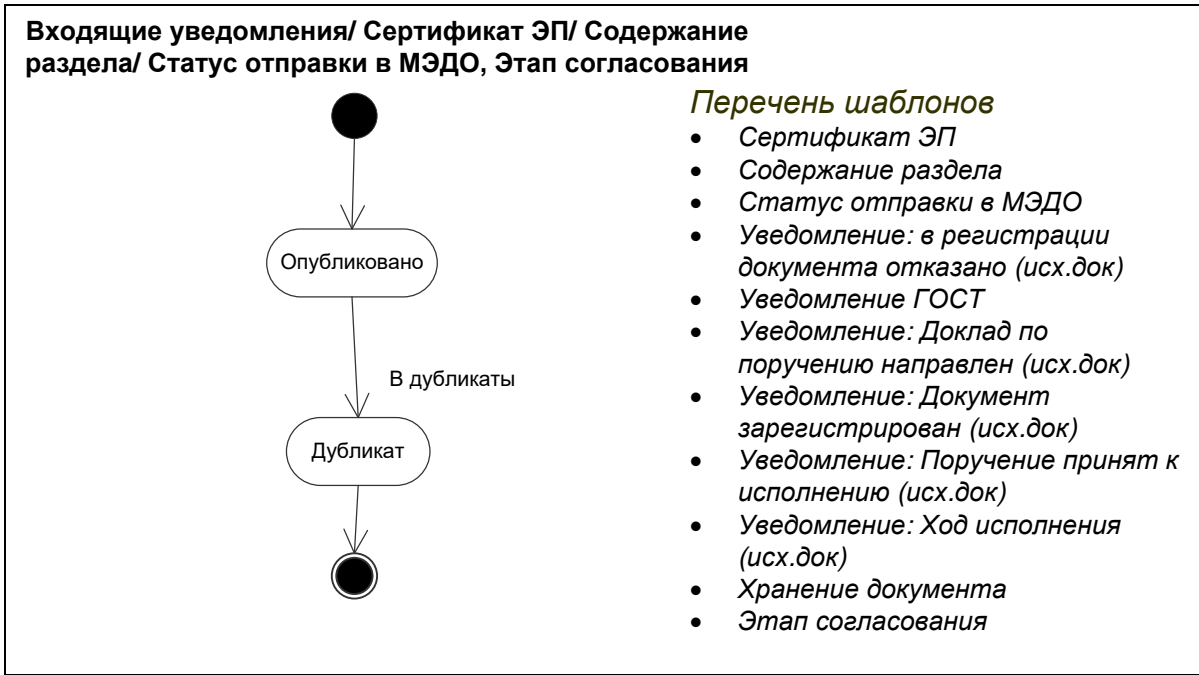 Входящие уведомления/ Сертификат ЭП/ Содержание
раздела/ Статус отправки в МЭДО, Этап согласования
Опубликовано
В дубликаты
Дубликат
Перечень шаблонов
• Сертификат ЭП
• Содержание раздела
• Статус отправки в МЭДО
• Уведомление: в регистрации
документа отказано (исх.док)
• Уведомление ГОСТ
• Уведомление: Доклад по
поручению направлен (исх.док)
• Уведомление: Документ
зарегистрирован (исх.док)
• Уведомление: Поручение принят к
исполнению (исх.док)
• Уведомление: Ход исполнения
(исх.док)
• Хранение документа
• Этап согласования